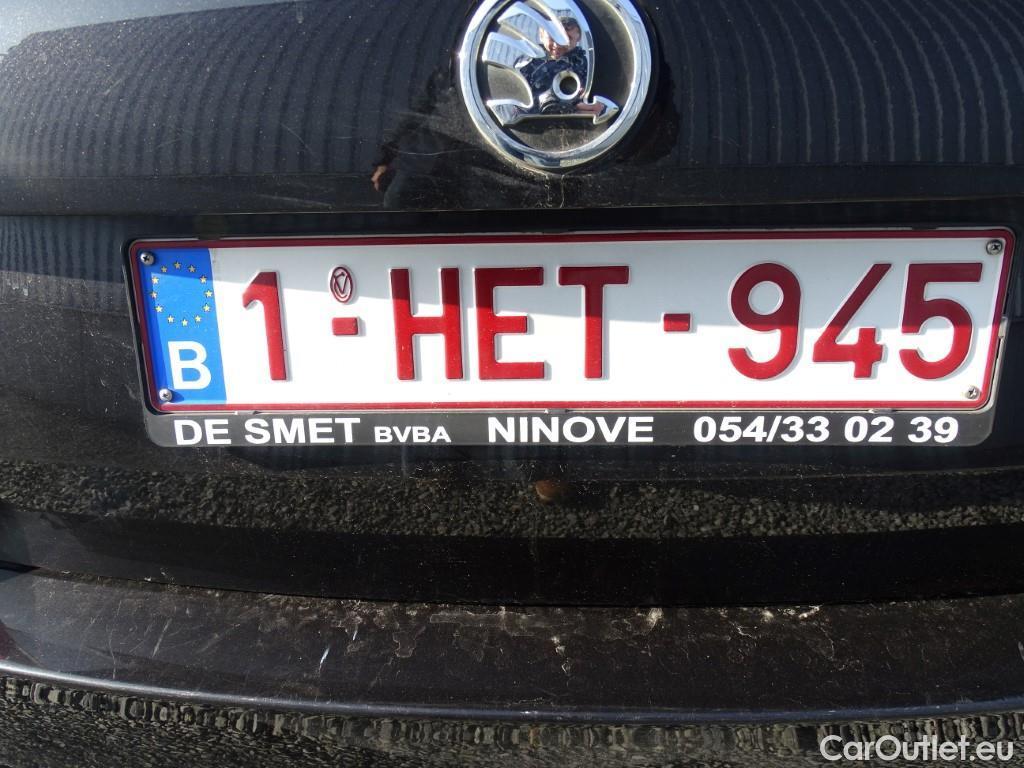 B 1-HET-945
DE SMET BVBA NINOVE 054/33 02 39
CarOutlet.eu